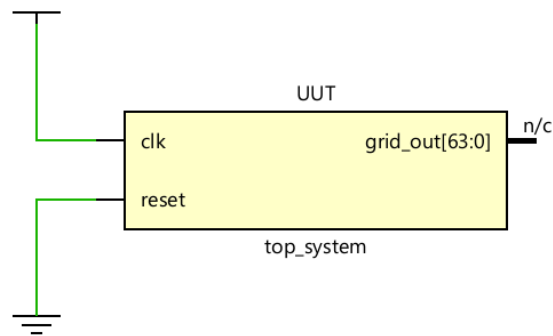 UUT
clk
grid_out[63:0]
n/c
reset
top_system